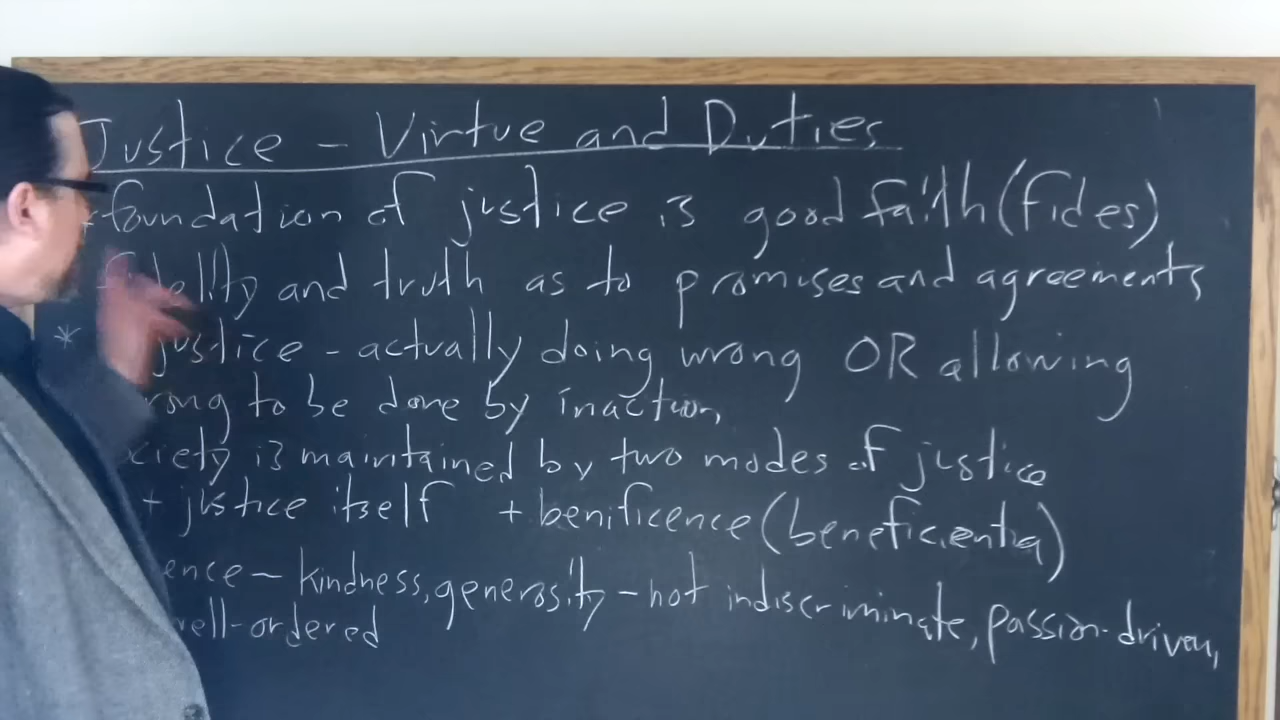 Justice - Virtue and Duties
*foundation of justice is good faith (fides)
fidelity and truth as to promises and agreements
* justice - actually doing wrong OR allowing
to be done by inaction,
is maintained by two modes of justice
+ justice itself + benificence (beneficientia)
- kindness, generosity - not indiscriminate, passion-driven,
well-ordered